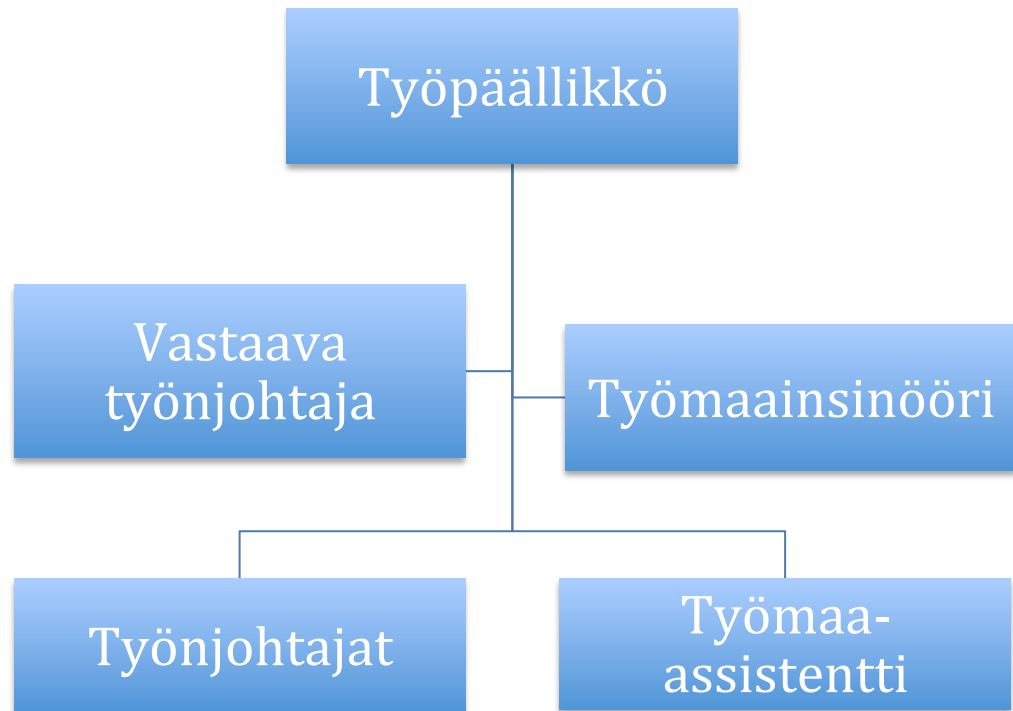 Työpäällikkö
Vastaava
työnjohtaja
Työmaainsinööri
Työnjohtajat
Työmaa-
assistentti